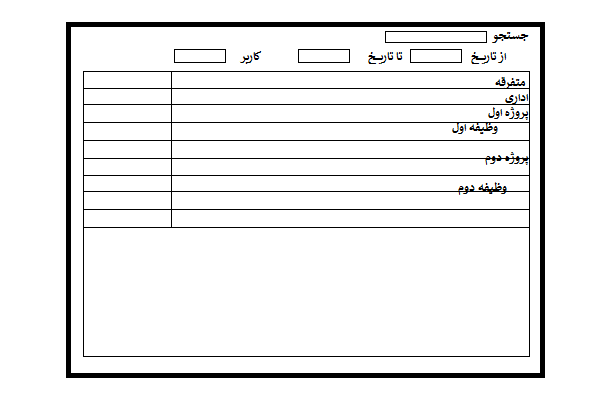 جستجو
از تاریخ تا تاریخ کاربر
متفرقه
اداری
پروژه اول
وظیفه اول
پروژه دوم
وظیفه دوم